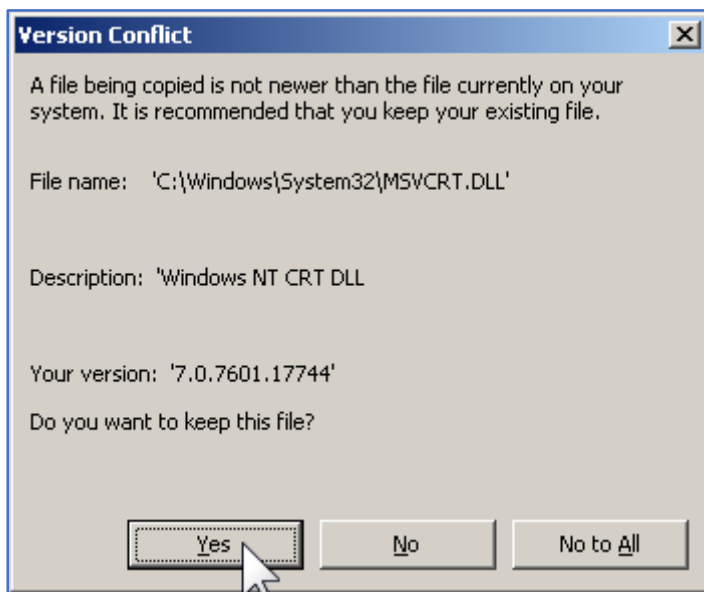 Version Conflict
A file being copied is not newer than the file currently on your
system. It is recommended that you keep your existing file.
File name: 'C:\Windows\System32\MSVCRT.DLL'
Description: 'Windows NT CRT DLL
Your version: '7.0.7601.17744'
Do you want to keep this file?
Yes No No to All